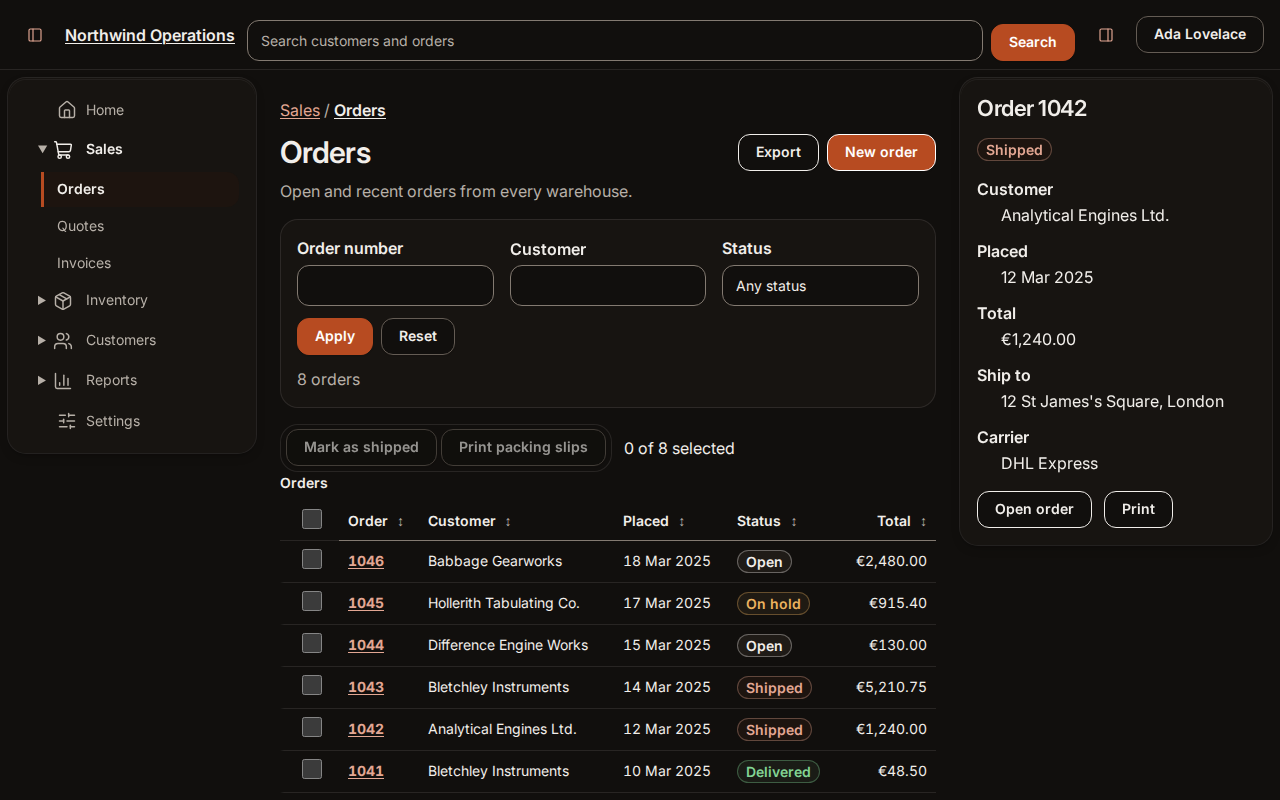 Northwind Operations
Search customers and orders
Search
Ada Lovelace
Home
Sales
Orders
Quotes
Invoices
Inventory
Customers
Reports
Settings
Sales / Orders
Orders
Export
New order
Open and recent orders from every warehouse.
Order number
Customer
Status
Any status
Apply
Reset
8 orders
Mark as shipped
Print packing slips
0 of 8 selected
Orders
Order ↕ Customer ↕ Placed ↕ Status ↕ Total ↕
1046 Babbage Gearworks 18 Mar 2025 Open €2,480.00
1045 Hollerith Tabulating Co. 17 Mar 2025 On hold €915.40
1044 Difference Engine Works 15 Mar 2025 Open €130.00
1043 Bletchley Instruments 14 Mar 2025 Shipped €5,210.75
1042 Analytical Engines Ltd. 12 Mar 2025 Shipped €1,240.00
1041 Bletchley Instruments 10 Mar 2025 Delivered €48.50
Order 1042
Shipped
Customer
Analytical Engines Ltd.
Placed
12 Mar 2025
Total
€1,240.00
Ship to
12 St James's Square, London
Carrier
DHL Express
Open order
Print